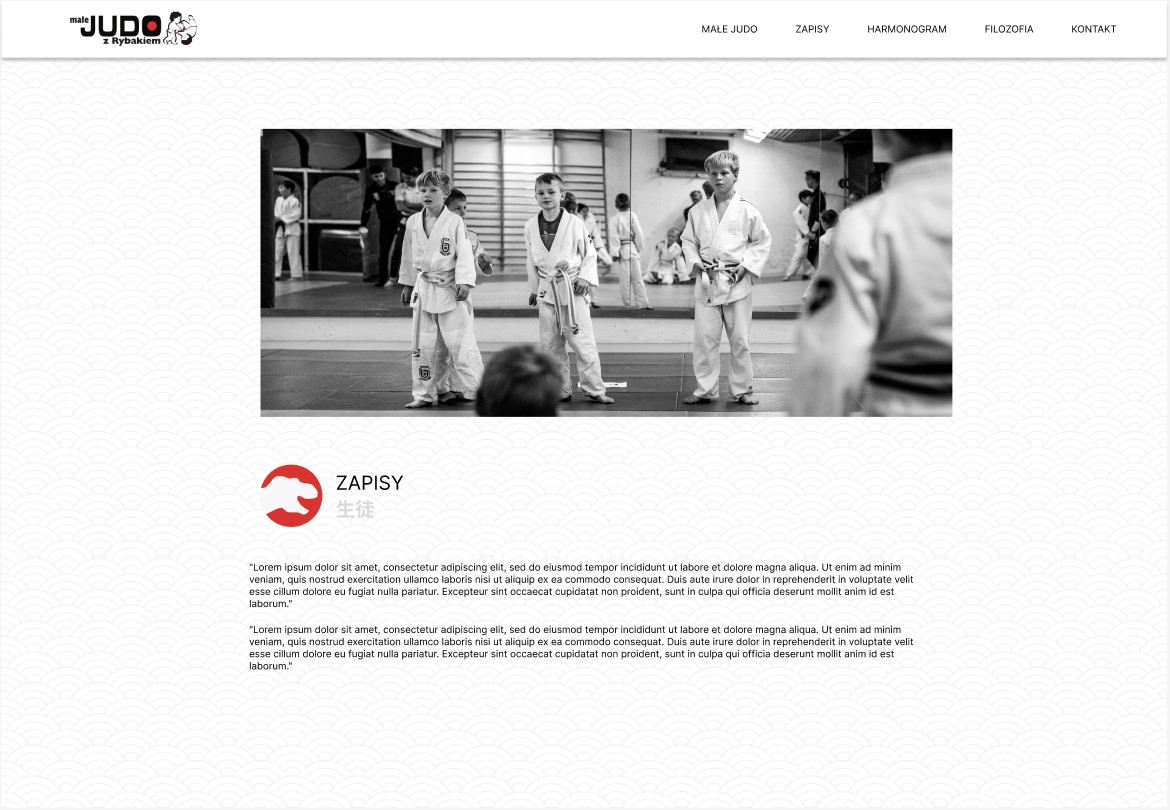 małe
JUDO
z Rybakiem
MAŁE JUDO
ZAPISY
HARMONOGRAM
FILOZOFIA
KONTAKT
ZAPISY
生徒
"Lorem ipsum dolor sit amet, consectetur adipiscing elit, sed do eiusmod tempor incididunt ut labore et dolore magna aliqua. Ut enim ad minim
veniam, quis nostrud exercitation ullamco laboris nisi ut aliquip ex ea commodo consequat. Duis aute irure dolor in reprehenderit in voluptate velit
esse cillum dolore eu fugiat nulla pariatur. Excepteur sint occaecat cupidatat non proident, sunt in culpa qui officia deserunt mollit anim id est
laborum."
"Lorem ipsum dolor sit amet, consectetur adipiscing elit, sed do eiusmod tempor incididunt ut labore et dolore magna aliqua. Ut enim ad minim
veniam, quis nostrud exercitation ullamco laboris nisi ut aliquip ex ea commodo consequat. Duis aute irure dolor in reprehenderit in voluptate velit
esse cillum dolore eu fugiat nulla pariatur. Excepteur sint occaecat cupidatat non proident, sunt in culpa qui officia deserunt mollit anim id est
laborum."